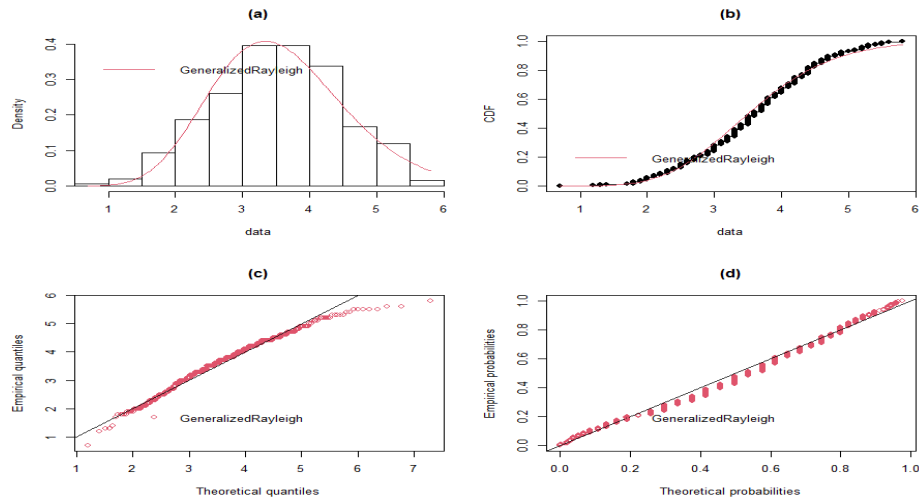 (a)
Density
0.0 0.2 0.4
GeneralizedRayleigh
1 2 3 4 5 6
data
(b)
CDF
0.0 0.2 0.4 0.6 0.8 1.0
GeneralizedRayleigh
1 2 3 4 5 6
data
(c)
Empirical quantiles
1 2 3 4 5 6
GeneralizedRayleigh
1 2 3 4 5 6 7
Theoretical quantiles
(d)
Empirical probabilities
0.0 0.2 0.4 0.6 0.8 1.0
GeneralizedRayleigh
0.0 0.2 0.4 0.6 0.8 1.0
Theoretical probabilities